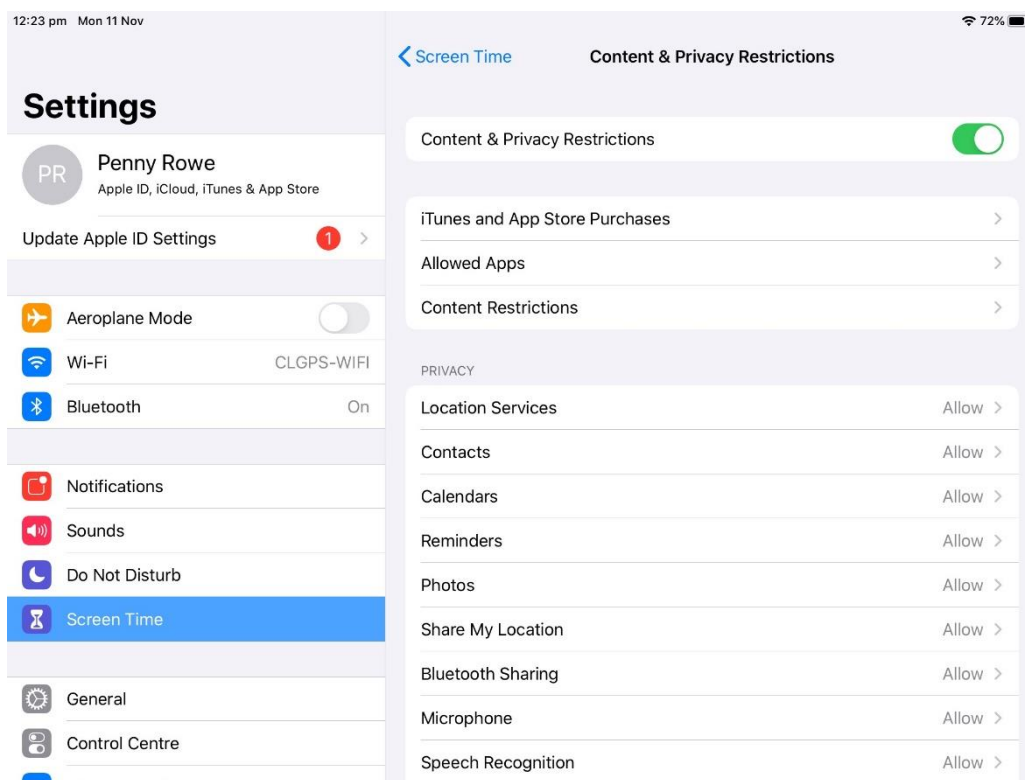 12:23 pm Mon 11 Nov
72%
Settings
PR
Penny Rowe
Apple ID, iCloud, iTunes & App Store
Update Apple ID Settings
1
Aeroplane Mode
Wi-Fi CLGPS-WIFI
Bluetooth On
Notifications
Sounds
Do Not Disturb
Screen Time
General
Control Centre
Screen Time
Content & Privacy Restrictions
Content & Privacy Restrictions
iTunes and App Store Purchases
Allowed Apps
Content Restrictions
PRIVACY
Location Services Allow
Contacts Allow
Calendars Allow
Reminders Allow
Photos Allow
Share My Location Allow
Bluetooth Sharing Allow
Microphone Allow
Speech Recognition Allow